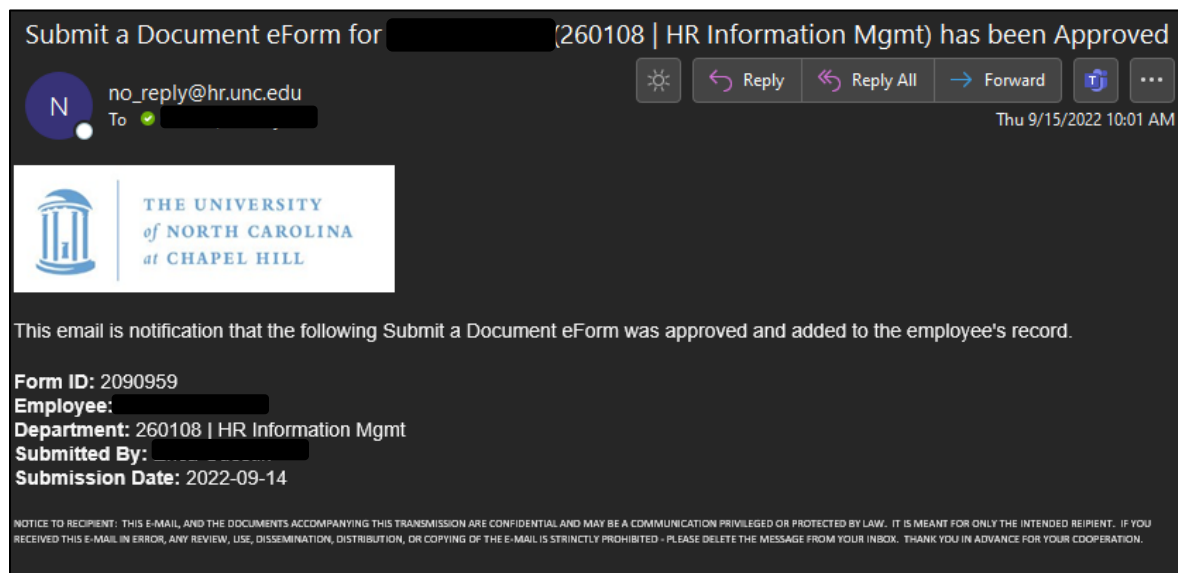 Submit a Document eForm for (260108 | HR Information Mgmt) has been Approved
N
no_reply@hr.unc.edu
Reply
Reply All
Forward
To
Thu 9/15/2022 10:01 AM
THE UNIVERSITY
of NORTH CAROLINA
at CHAPEL HILL
This email is notification that the following Submit a Document eForm was approved and added to the employee's record.
Form ID: 2090959
Employee:
Department: 260108 | HR Information Mgmt
Submitted By:
Submission Date: 2022-09-14
NOTICE TO RECIPIENT: THIS E-MAIL, AND THE DOCUMENTS ACCOMPANYING THIS TRANSMISSION ARE CONFIDENTIAL AND MAY BE A COMMUNICATION PRIVILEGED OR PROTECTED BY LAW. IT IS MEANT FOR ONLY THE INTENDED REIPIENT. IF YOU
RECEIVED THIS E-MAIL IN ERROR, ANY REVIEW, USE, DISSEMINATION, DISTRIBUTION, OR COPYING OF THE E-MAIL IS STRINCTLY PROHIBITED - PLEASE DELETE THE MESSAGE FROM YOUR INBOX. THANK YOU IN ADVANCE FOR YOUR COOPERATION.